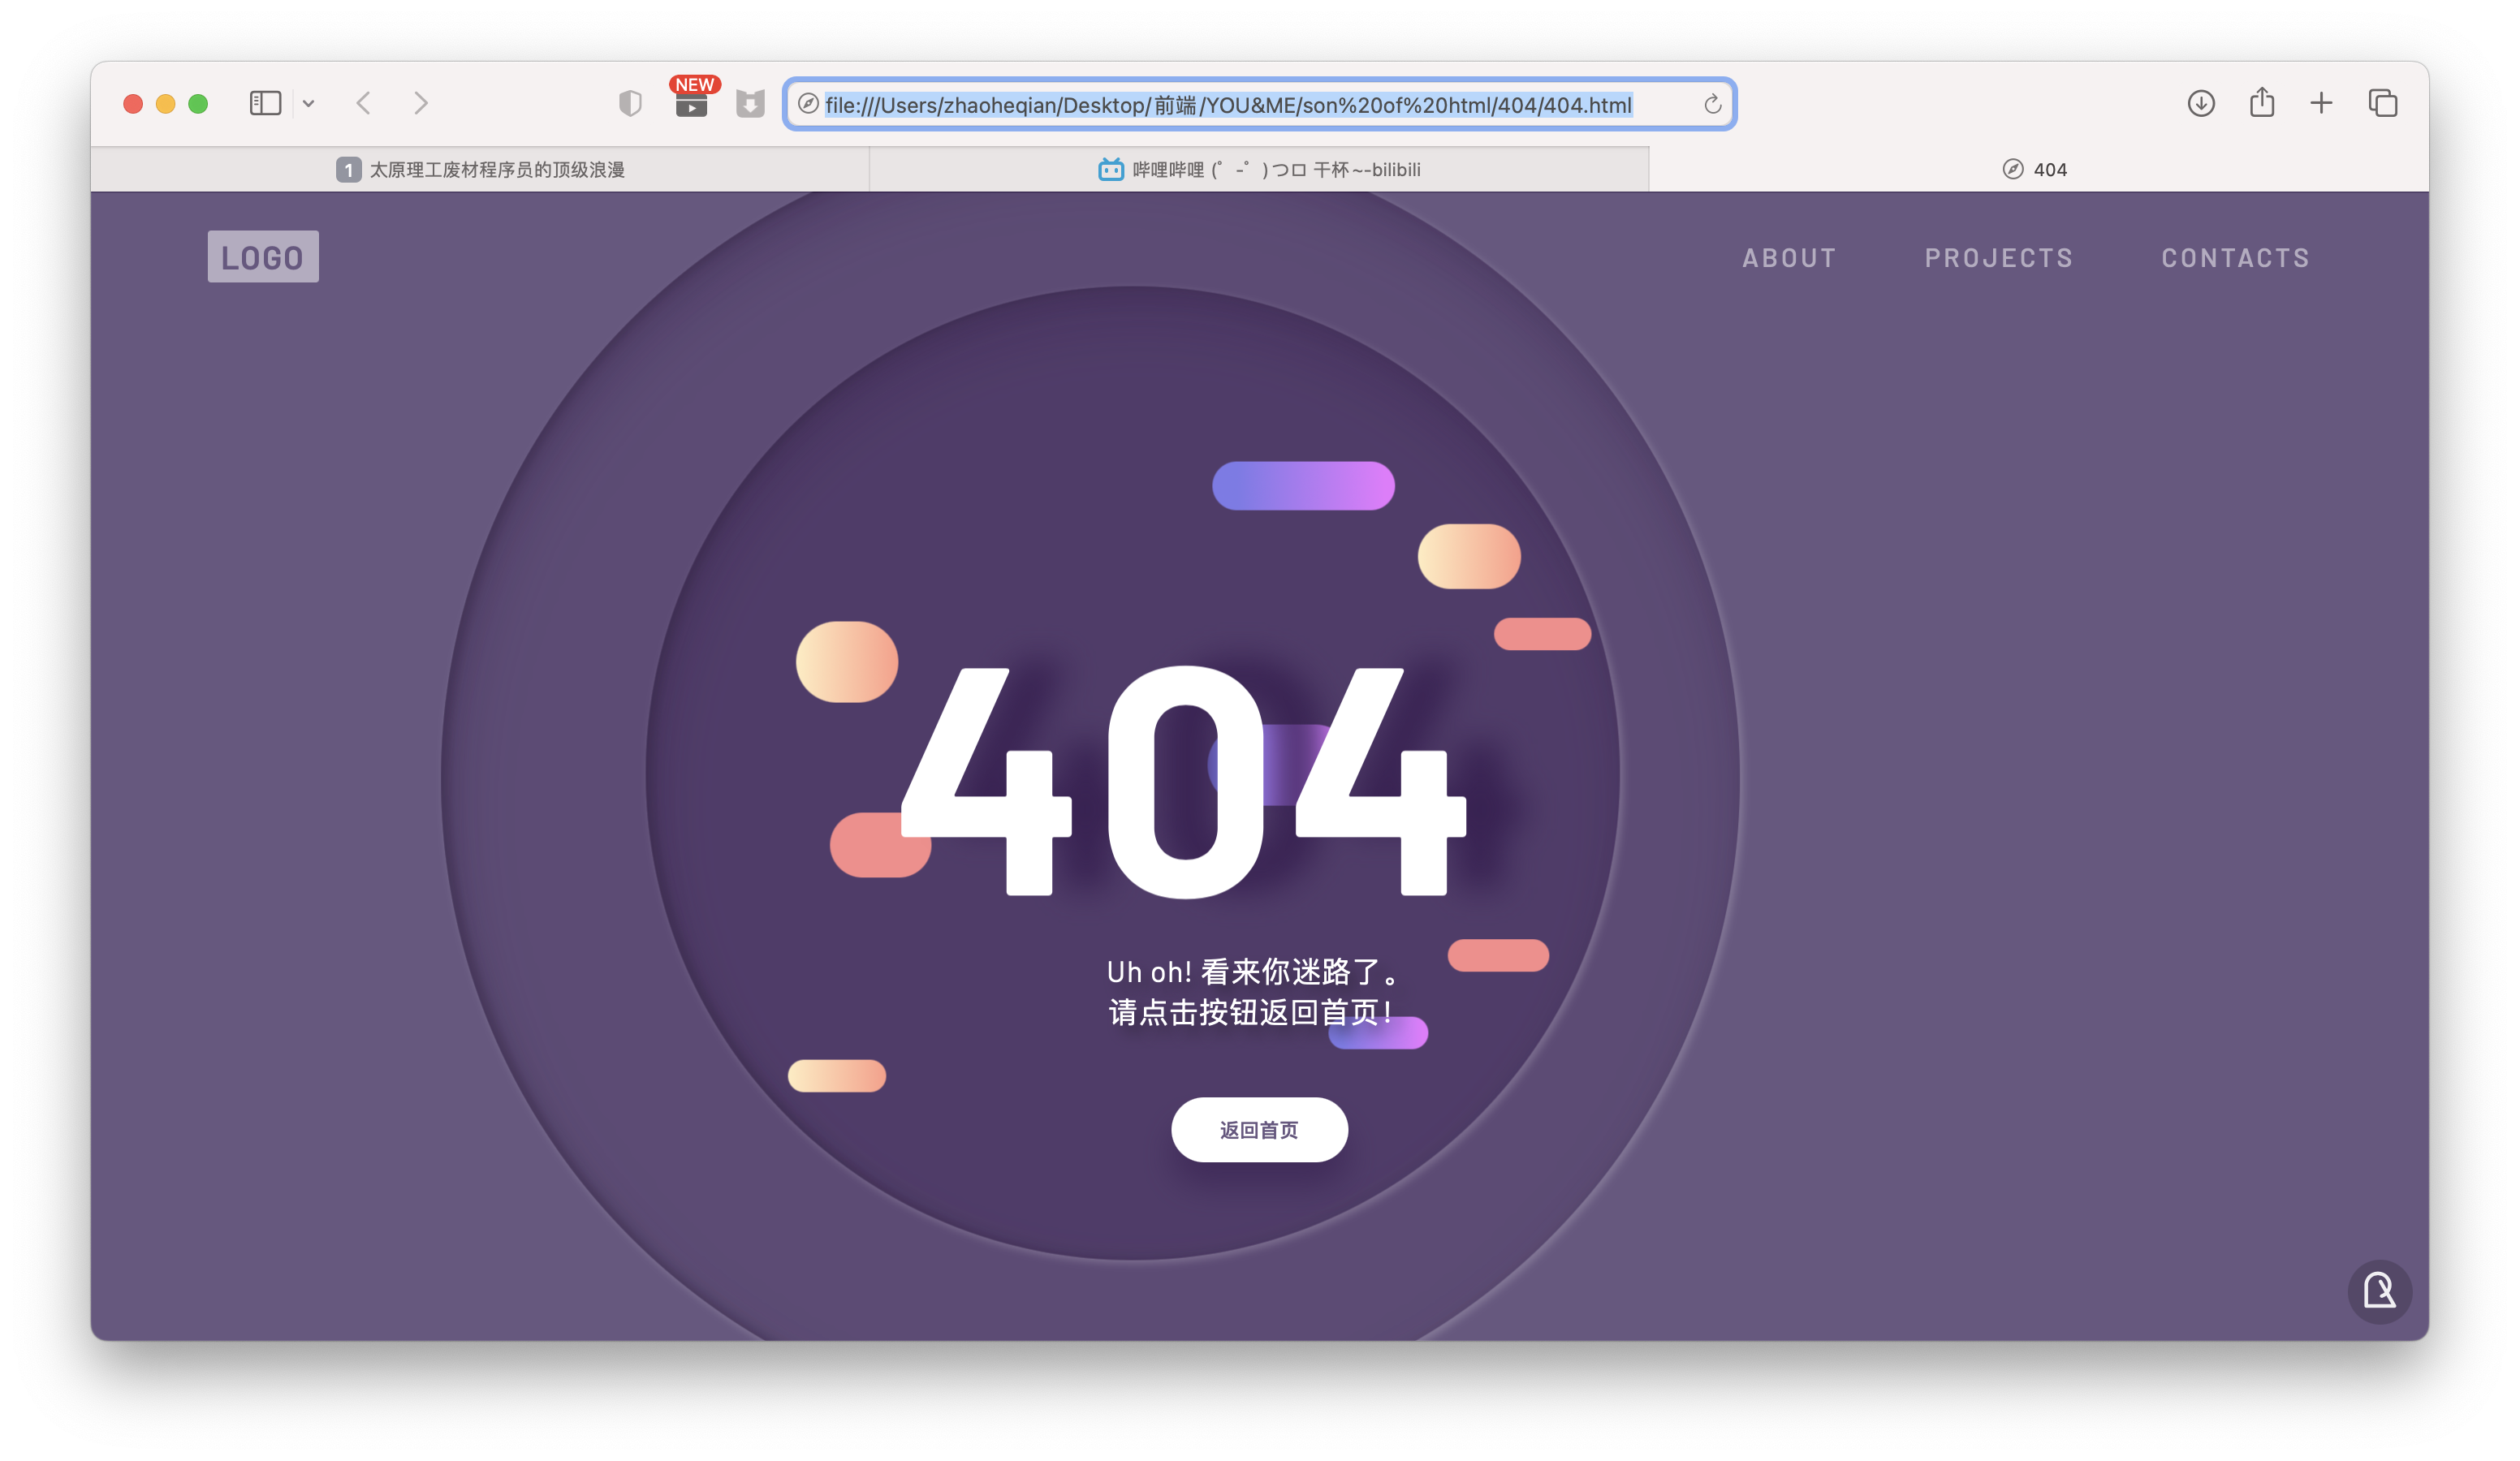 NEW
file:///Users/zhaoheqian/Desktop/前端/YOU&ME/son%20of%20html/404/404.html
1 太原理工废材程序员的顶级浪漫
哔哩哔哩 (゜-゜)つロ 干杯~-bilibili
404
LOGO
ABOUT
PROJECTS
CONTACTS
404
Uh oh! 看来你迷路了。
请点击按钮返回首页！
返回首页